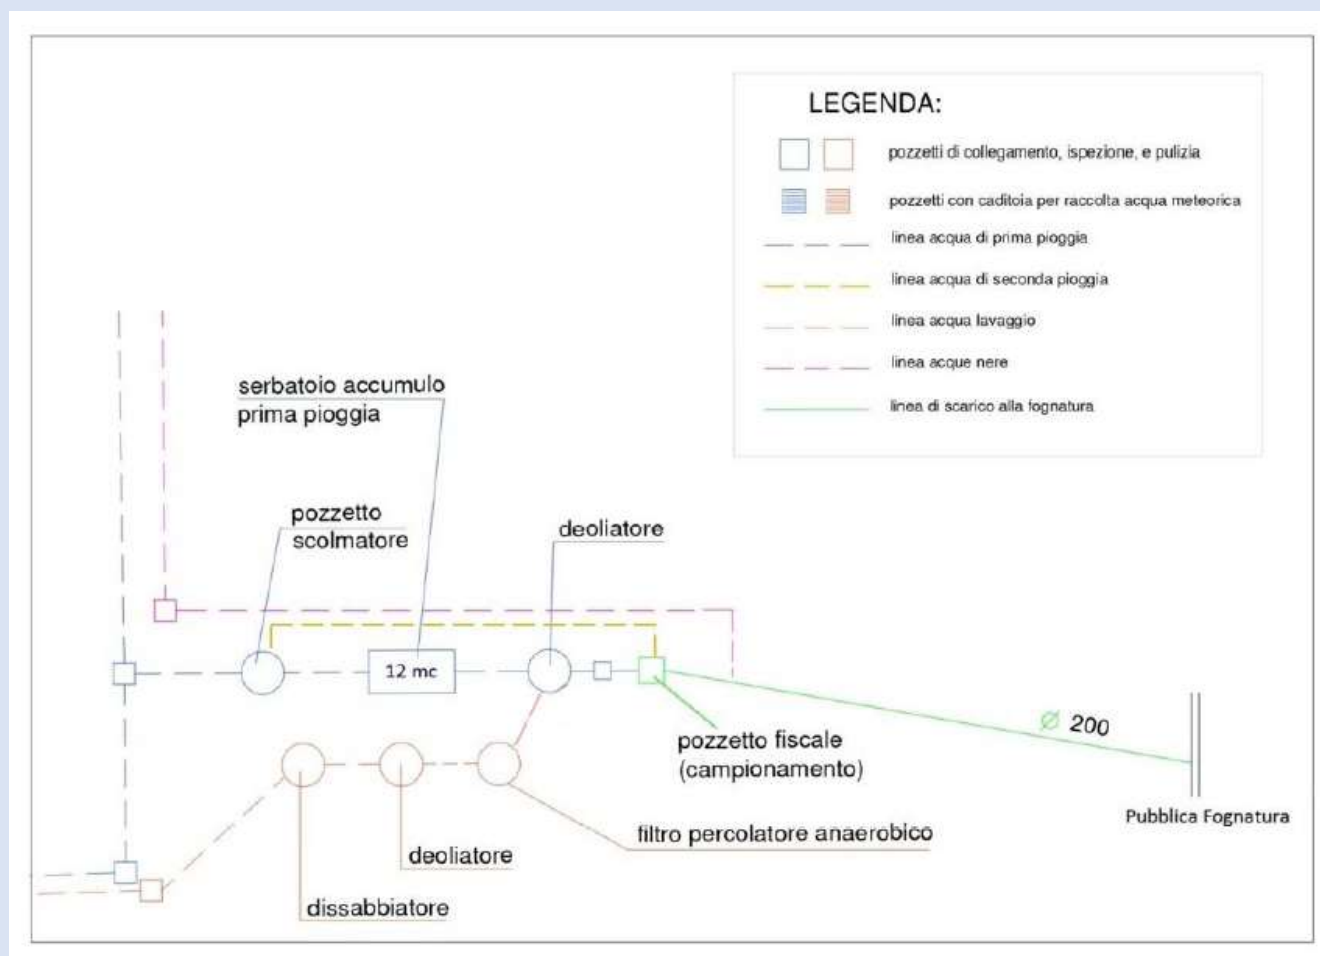 LEGENDA:
pozzetti di collegamento, ispezione, e pulizia
pozzetti con caditoia per raccolta acqua meteorica
linea acqua di prima pioggia
linea acqua di seconda pioggia
linea acqua lavaggio
linea acque nere
linea di scarico alla fognatura
serbatoio accumulo
prima pioggia
pozzetto
scolmatore
deoliatore
12 mc
pozzetto fiscale
(campionamento)
Ø 200
Pubblica Fognatura
filtro percolatore anaerobico
deoliatore
dissabbiatore